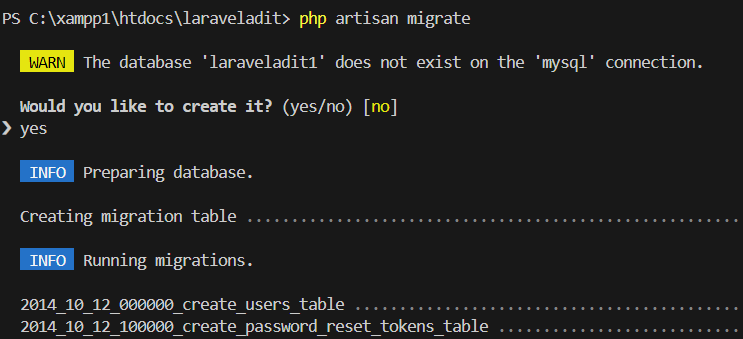 PS C:\xampp1\htdocs\laraveladit> php artisan migrate
WARN The database 'laraveladit1' does not exist on the 'mysql' connection.
Would you like to create it? (yes/no) [no]
❯ yes
INFO Preparing database.
Creating migration table .......................................................
INFO Running migrations.
2014_10_12_000000_create_users_table ...........................................
2014_10_12_100000_create_password_reset_tokens_table ...........................